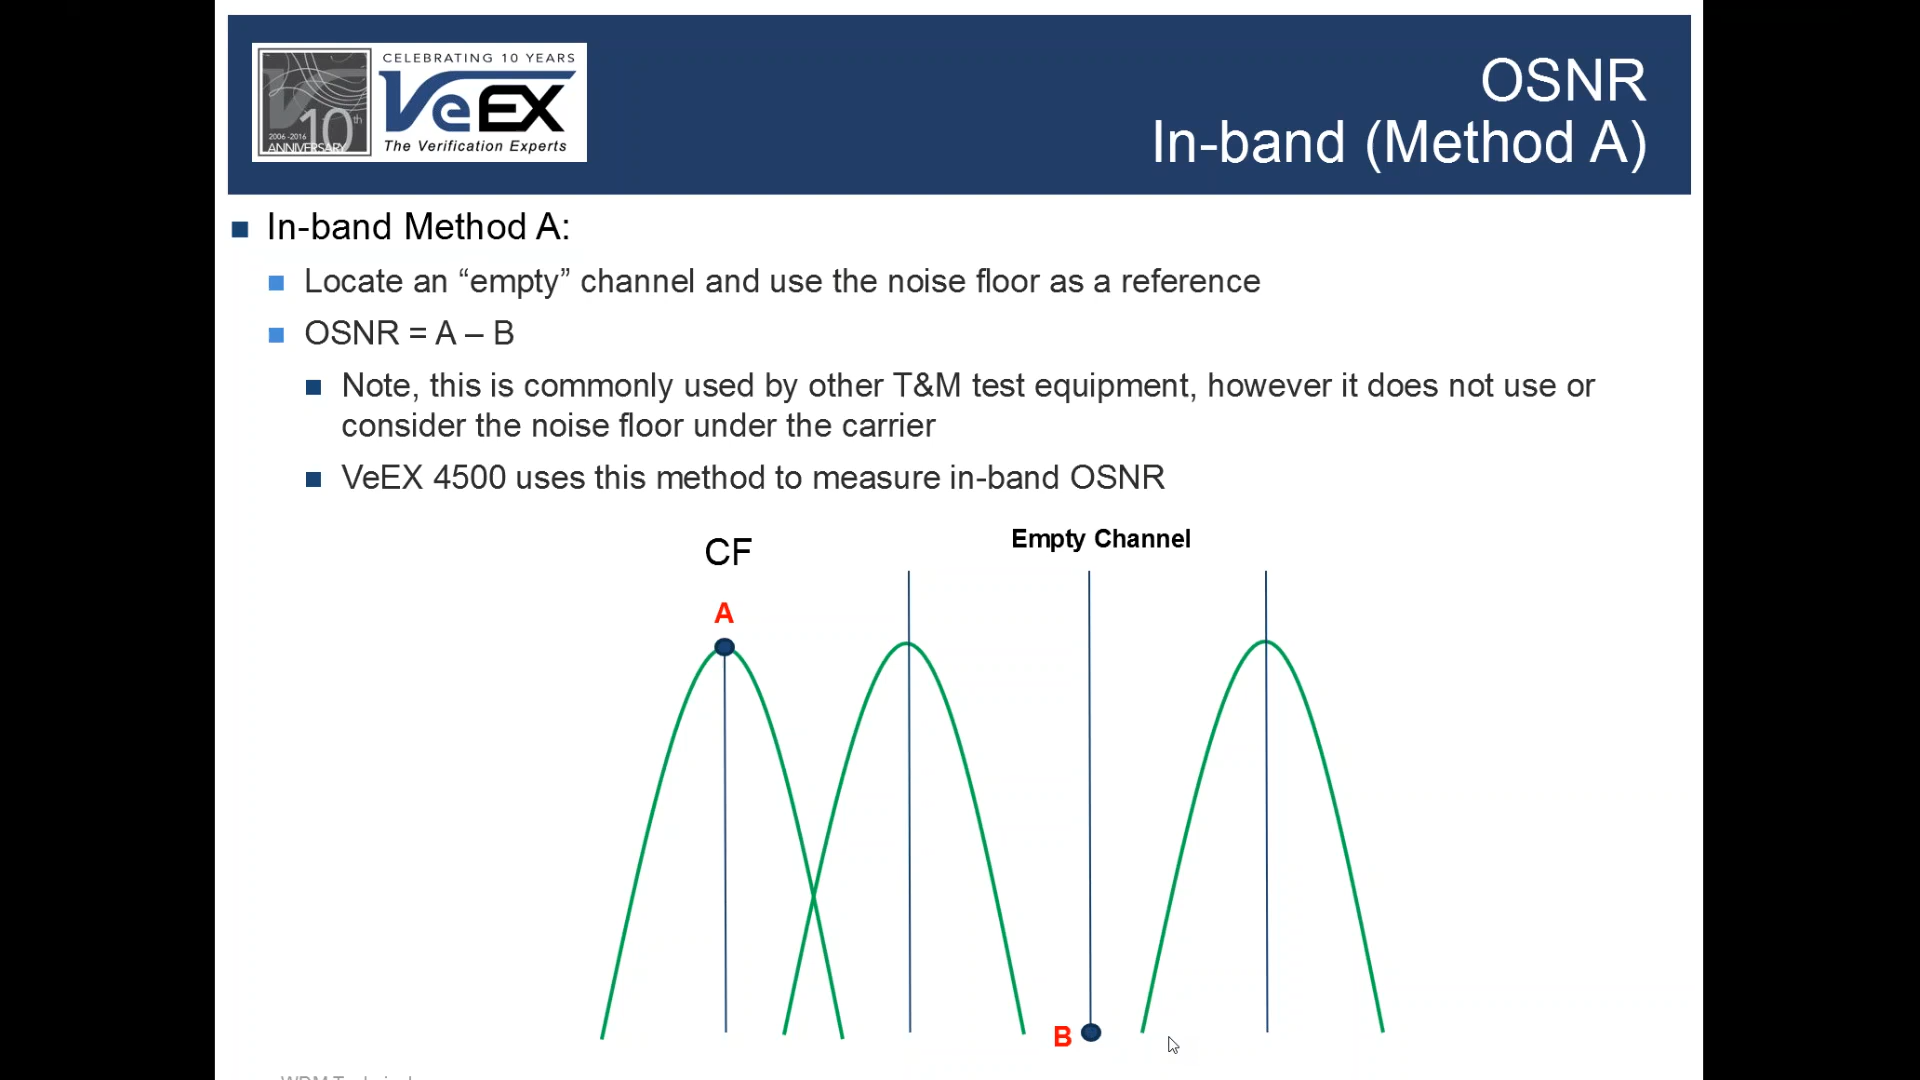 CELEBRATING 10 YEARS
VeEX
The Verification Experts
10th
2006-2016
ANNIVERSARY
OSNR
In-band (Method A)
In-band Method A:
Locate an “empty” channel and use the noise floor as a reference
OSNR = A – B
Note, this is commonly used by other T&M test equipment, however it does not use or
consider the noise floor under the carrier
VeEX 4500 uses this method to measure in-band OSNR
Empty Channel
CF
A
B